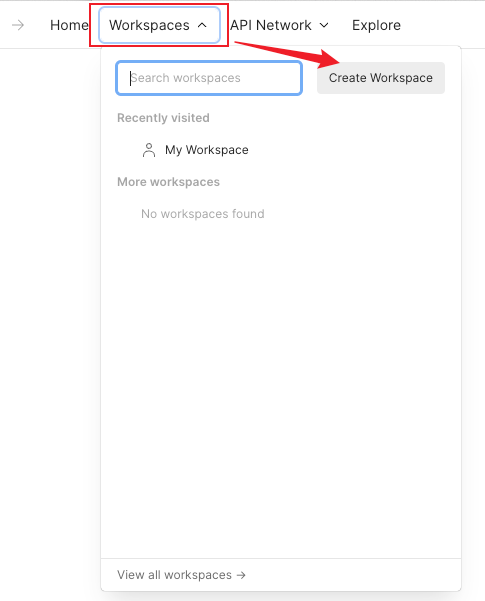 Home Workspaces API Network Explore
Search workspaces Create Workspace
Recently visited
My Workspace
More workspaces
No workspaces found
View all workspaces →